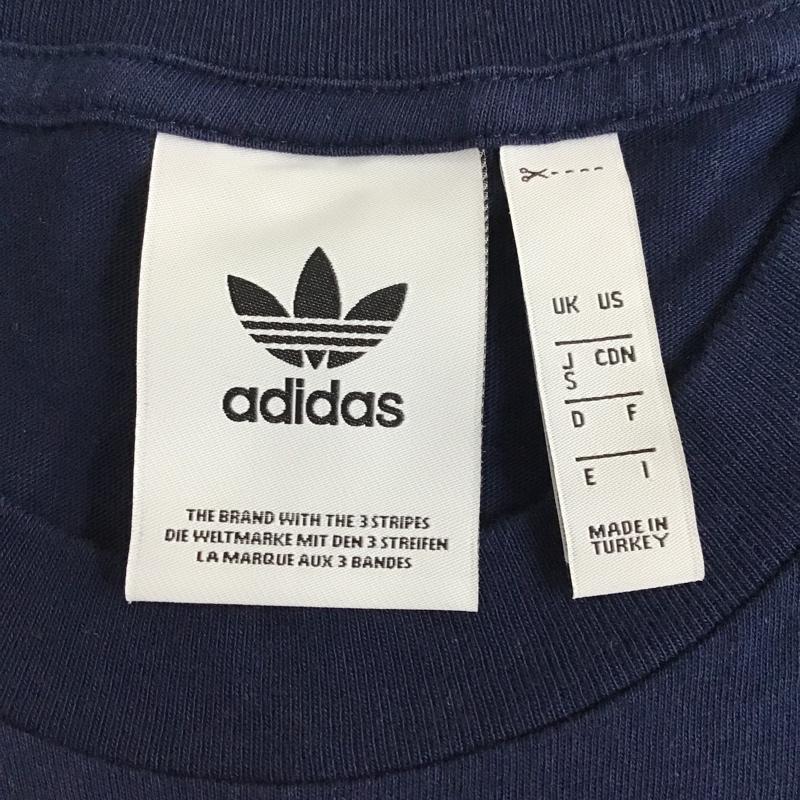 adidas
THE BRAND WITH THE 3 STRIPES
DIE WELTMARKE MIT DEN 3 STREIFEN
LA MARQUE AUX 3 BANDES
UK US
J CDN
S
D F
E I
MADE IN
TURKEY